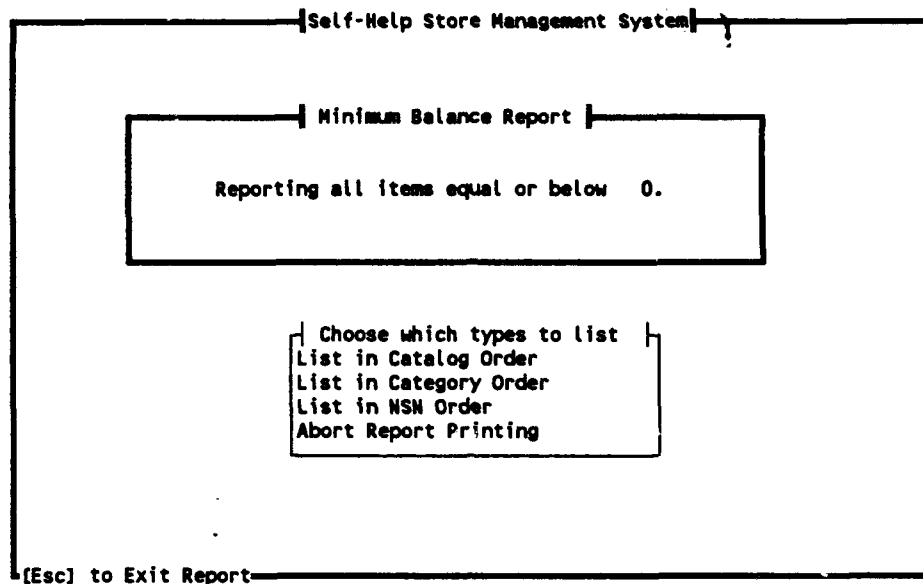 Self-Help Store Management System
Minimum Balance Report
Reporting all items equal or below 0.
Choose which types to list
List in Catalog Order
List in Category Order
List in NSN Order
Abort Report Printing
[Esc] to Exit Report